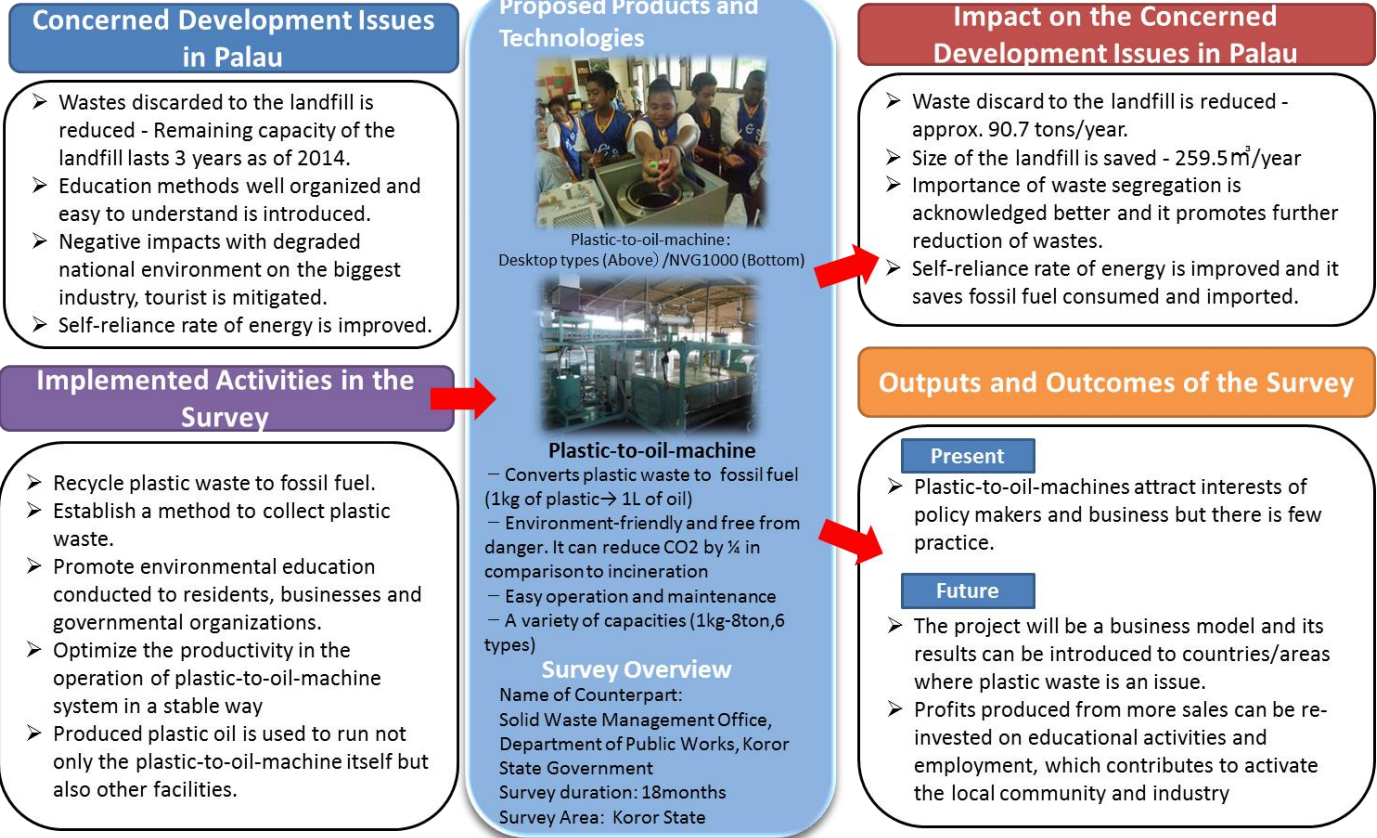 Concerned Development Issues
in Palau
➢ Wastes discarded to the landfill is
reduced - Remaining capacity of the
landfill lasts 3 years as of 2014.
➢ Education methods well organized and
easy to understand is introduced.
➢ Negative impacts with degraded
national environment on the biggest
industry, tourist is mitigated.
➢ Self-reliance rate of energy is improved.
Implemented Activities in the
Survey
➢ Recycle plastic waste to fossil fuel.
➢ Establish a method to collect plastic
waste.
➢ Promote environmental education
conducted to residents, businesses and
governmental organizations.
➢ Optimize the productivity in the
operation of plastic-to-oil-machine
system in a stable way
➢ Produced plastic oil is used to run not
only the plastic-to-oil-machine itself but
also other facilities.
Proposed Products and
Technologies
Plastic-to-oil-machine:
Desktop types (Above) /NVG1000 (Bottom)
Plastic-to-oil-machine
－Converts plastic waste to fossil fuel
(1kg of plastic→ 1L of oil)
－Environment-friendly and free from
danger. It can reduce CO2 by ¼ in
comparison to incineration
－Easy operation and maintenance
－A variety of capacities (1kg-8ton,6
types)
Survey Overview
Name of Counterpart:
Solid Waste Management Office,
Department of Public Works, Koror
State Government
Survey duration: 18months
Survey Area: Koror State
Impact on the Concerned
Development Issues in Palau
➢ Waste discard to the landfill is reduced -
approx. 90.7 tons/year.
➢ Size of the landfill is saved - 259.5㎥/year
➢ Importance of waste segregation is
acknowledged better and it promotes further
reduction of wastes.
➢ Self-reliance rate of energy is improved and it
saves fossil fuel consumed and imported.
Outputs and Outcomes of the Survey
Present
➢ Plastic-to-oil-machines attract interests of
policy makers and business but there is few
practice.
Future
➢ The project will be a business model and its
results can be introduced to countries/areas
where plastic waste is an issue.
➢ Profits produced from more sales can be re-
invested on educational activities and
employment, which contributes to activate
the local community and industry